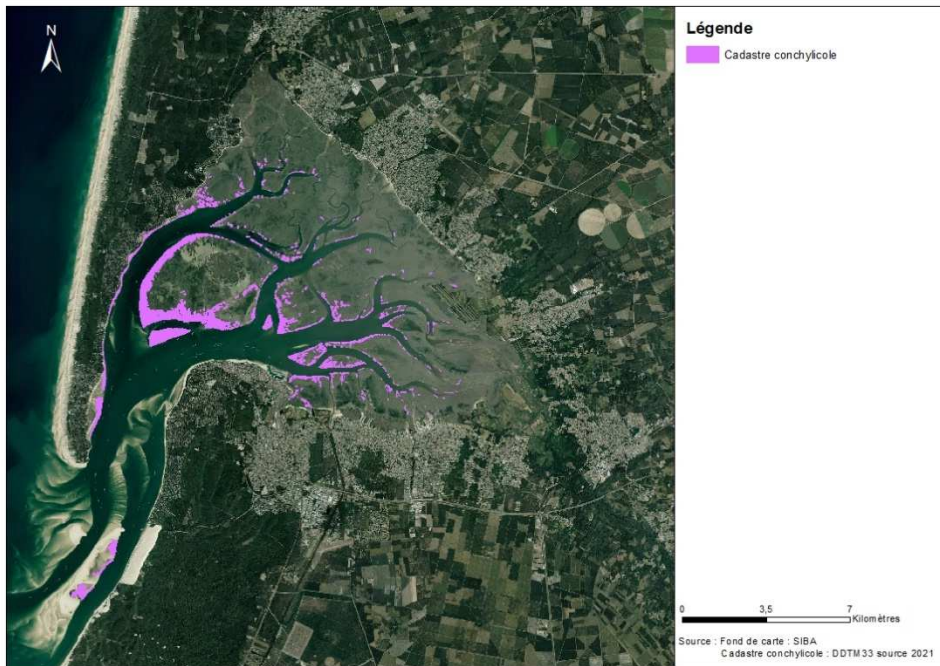 N
Légende
Cadastre conchylicole
0 3,5 7
Kilomètres
Source : Fond de carte : SIBA
Cadastre conchylicole : DDTM33 source 2021